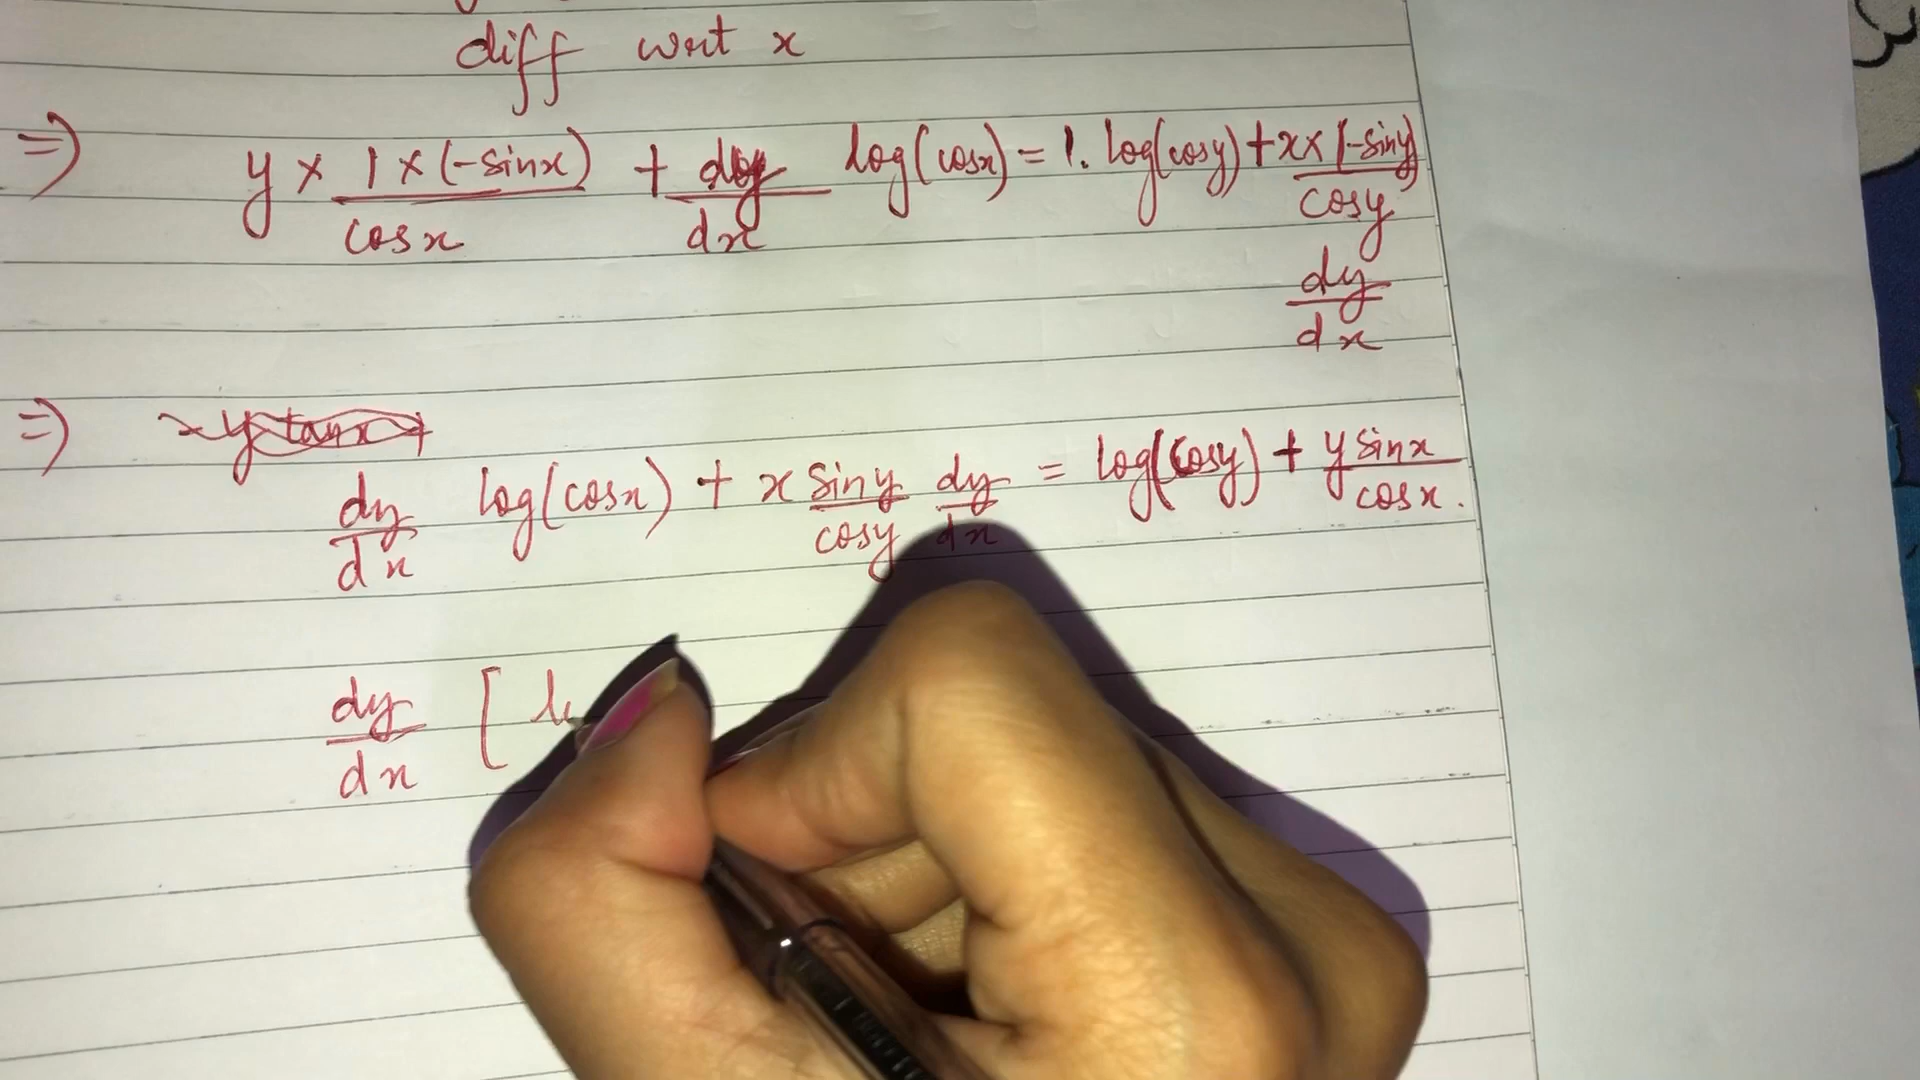 diff wrt x
=> y × 1 × (-sinx) / cosx + dy/dx log(cosx) = 1. log(cosy) + x × (-siny) / cosy
dy/dx
=>
dy/dx log(cosx) + x siny/cosy dy/dx = log(cosy) + y sinx / cosx.
dy/dx [